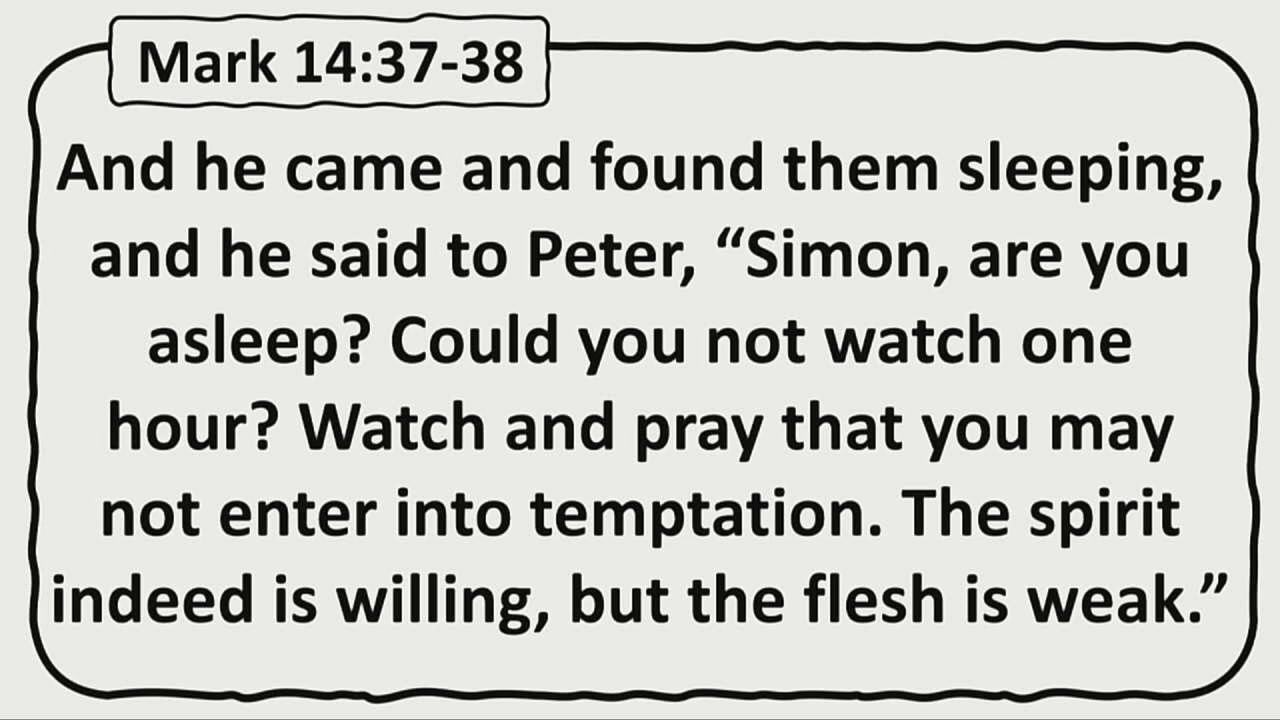 Mark 14:37-38
And he came and found them sleeping,
and he said to Peter, “Simon, are you
asleep? Could you not watch one
hour? Watch and pray that you may
not enter into temptation. The spirit
indeed is willing, but the flesh is weak.”